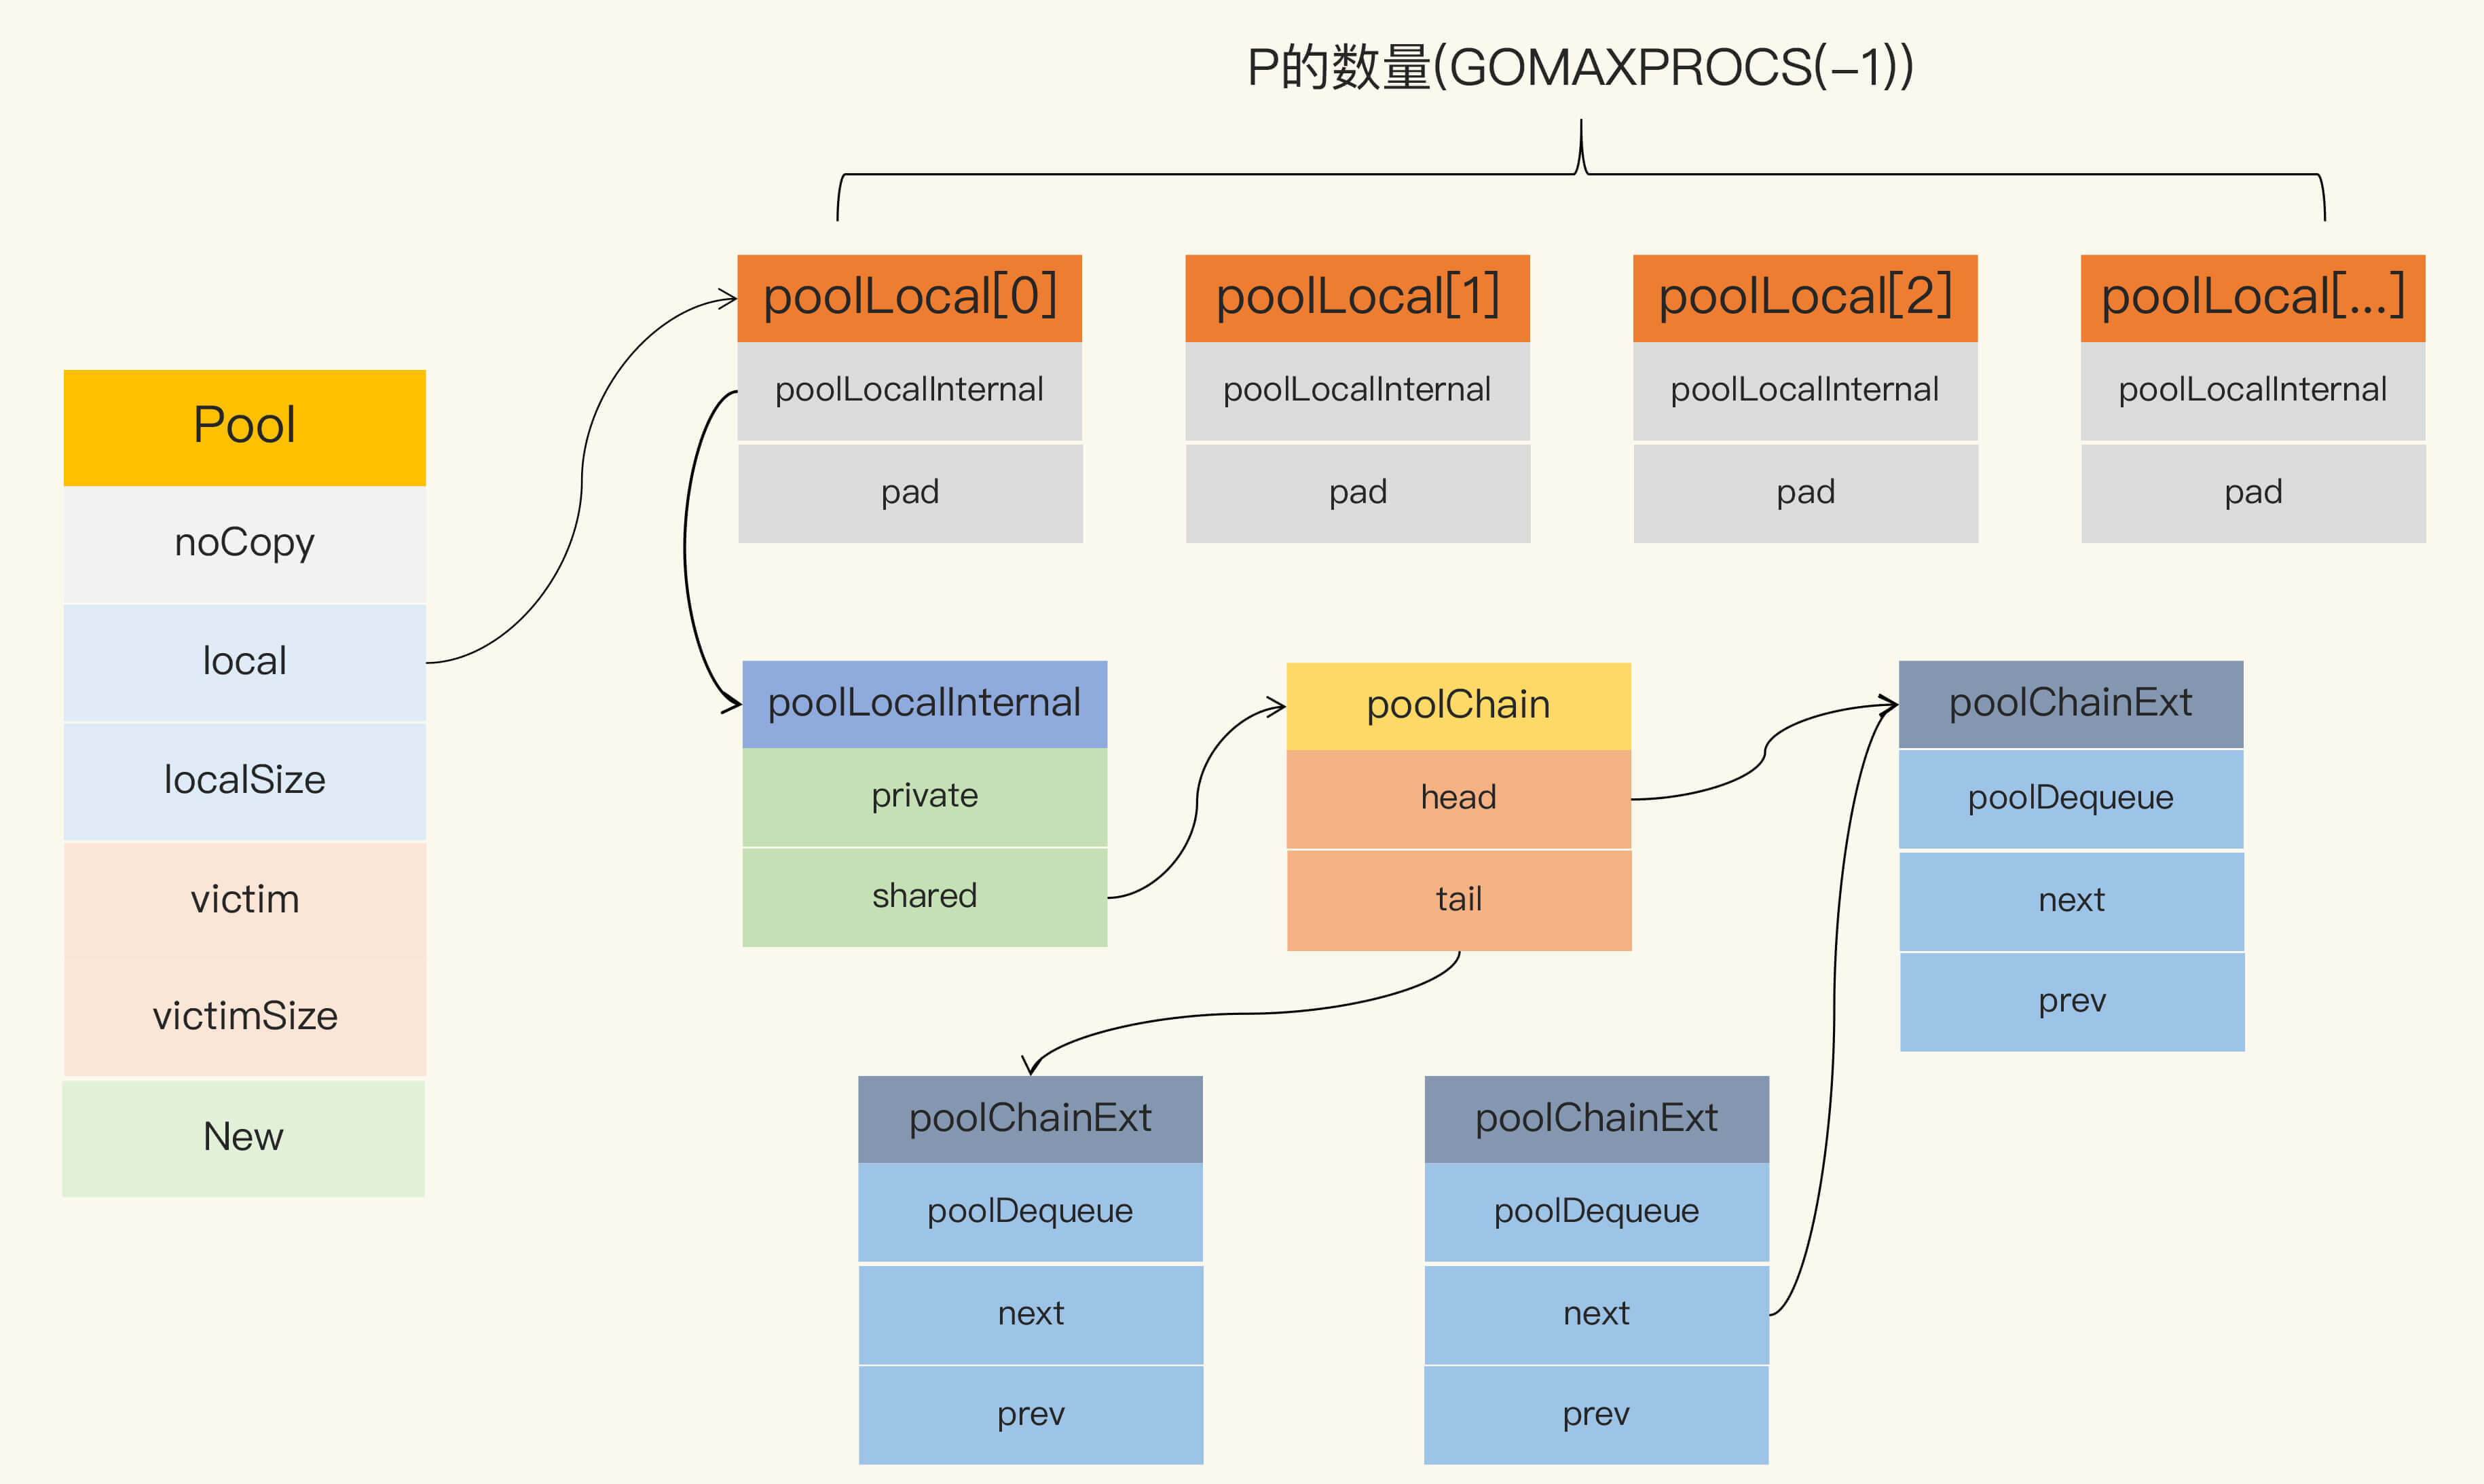 P的数量(GOMAXPROCS(-1))
Pool
noCopy
local
localSize
victim
victimSize
New
poolLocal[0]
poolLocalInternal
pad
poolLocal[1]
poolLocalInternal
pad
poolLocal[2]
poolLocalInternal
pad
poolLocal[...]
poolLocalInternal
pad
poolLocalInternal
private
shared
poolChain
head
tail
poolChainExt
poolDequeue
next
prev
poolChainExt
poolDequeue
next
prev
poolChainExt
poolDequeue
next
prev